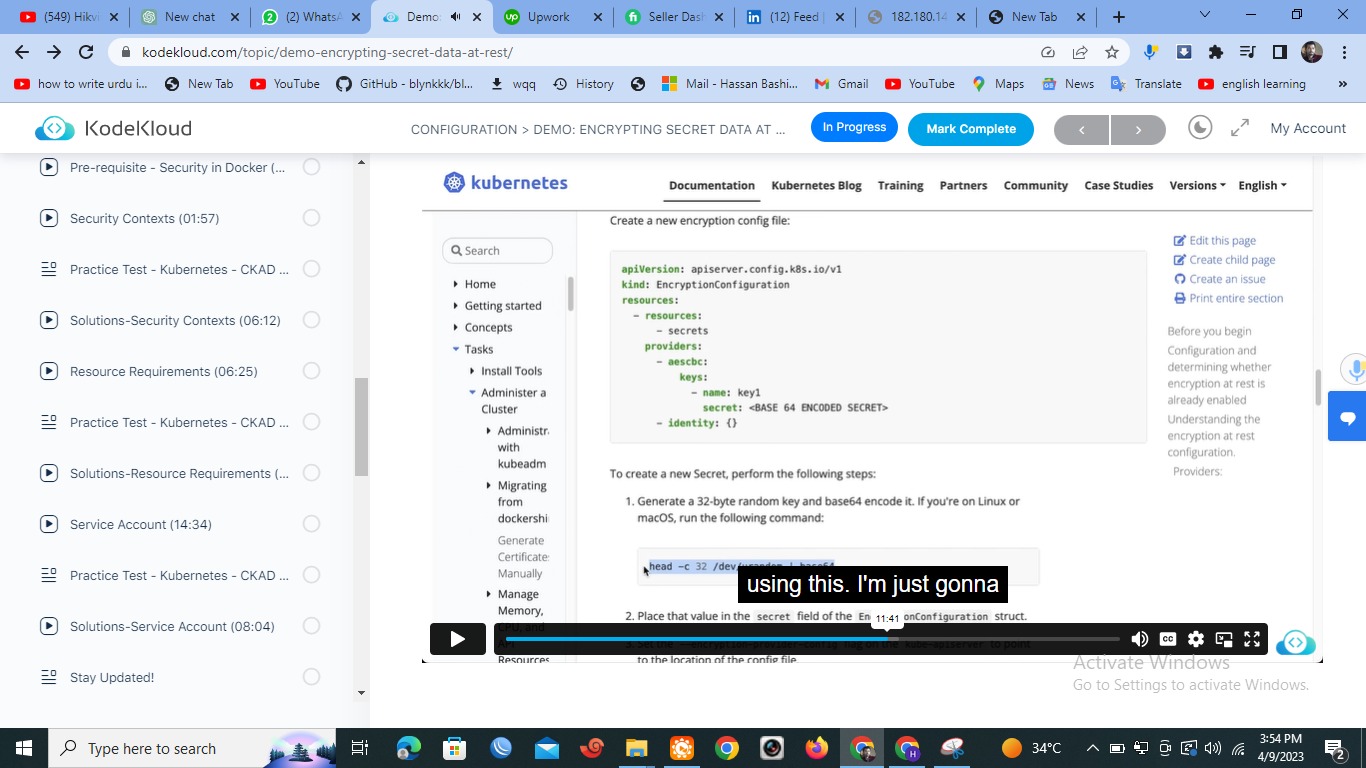 (549) Hikvi
New chat
(2) WhatsA
Demo:
Upwork
Seller Dash
(12) Feed |
182.180.14
New Tab
kodekloud.com/topic/demo-encrypting-secret-data-at-rest/
how to write urdu i...
New Tab
YouTube
GitHub - blynkkk/bl...
wqq
History
Mail - Hassan Bashi...
Gmail
YouTube
Maps
News
Translate
english learning
»
KodeKloud
CONFIGURATION > DEMO: ENCRYPTING SECRET DATA AT ...
In Progress
Mark Complete
My Account
Pre-requisite - Security in Docker (...
Security Contexts (01:57)
Practice Test - Kubernetes - CKAD ...
Solutions-Security Contexts (06:12)
Resource Requirements (06:25)
Practice Test - Kubernetes - CKAD ...
Solutions-Resource Requirements (...
Service Account (14:34)
Practice Test - Kubernetes - CKAD ...
Solutions-Service Account (08:04)
Stay Updated!
kubernetes
Documentation
Kubernetes Blog
Training
Partners
Community
Case Studies
Versions
English
Search
Home
Getting started
Concepts
Tasks
Install Tools
Administer a
Cluster
Administra
with
kubeadm
Migrating
from
dockershi
Generate
Certificate
Manually
Manage
Memory,
CPU, and
API
Resources
Create a new encryption config file:
apiVersion: apiserver.config.k8s.io/v1
kind: EncryptionConfiguration
resources:
- resources:
- secrets
providers:
- aescbc:
keys:
- name: key1
secret: <BASE 64 ENCODED SECRET>
- identity: {}
To create a new Secret, perform the following steps:
1. Generate a 32-byte random key and base64 encode it. If you're on Linux or
macOS, run the following command:
head -c 32 /dev/urandom | base64
using this. I'm just gonna
2. Place that value in the secret field of the En onConfiguration struct.
11:41
3. Set the --encryption-provider-config flag on the kube-apiserver to point
to the location of the config file
CC
Edit this page
Create child page
Create an issue
Print entire section
Before you begin
Configuration and
determining whether
encryption at rest is
already enabled
Understanding the
encryption at rest
configuration.
Providers:
Activate Windows
Go to Settings to activate Windows.
Type here to search
34°C
3:54 PM
4/9/2023
2